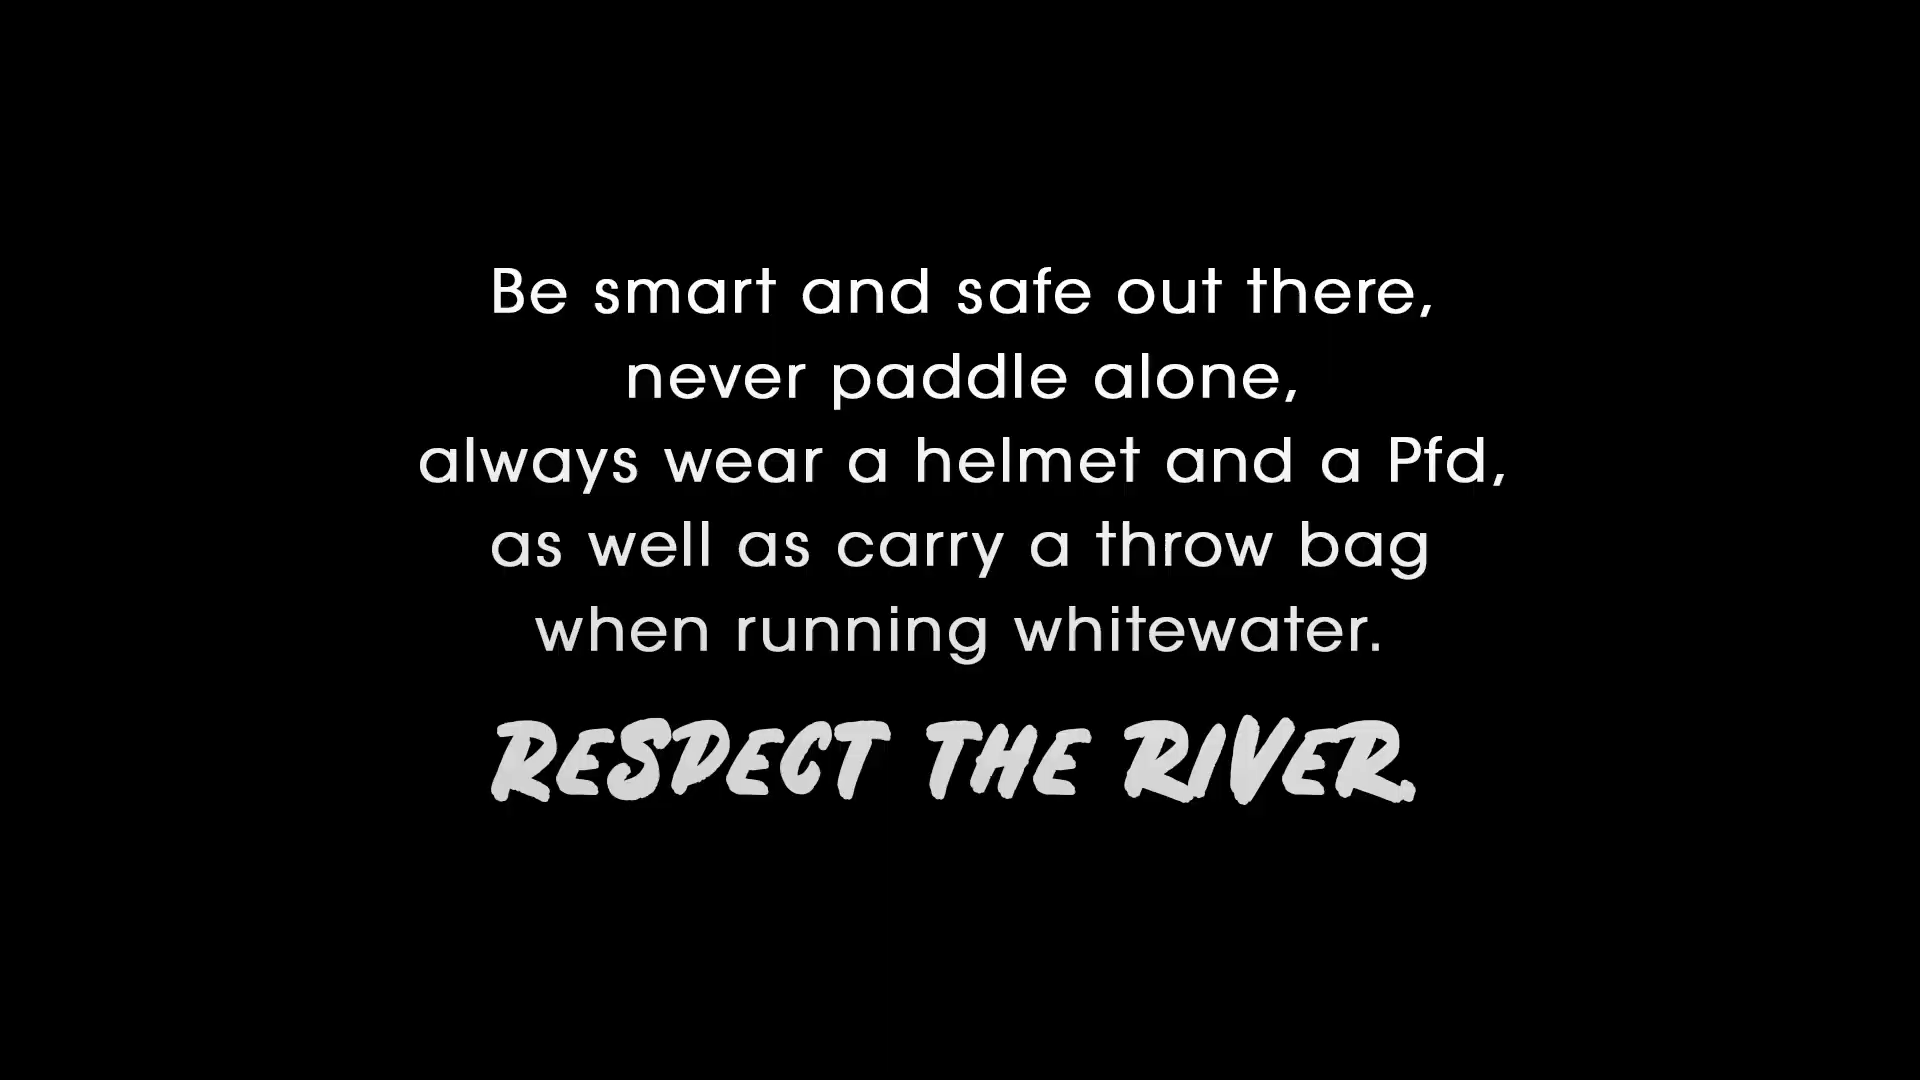 Be smart and safe out there,
never paddle alone,
always wear a helmet and a Pfd,
as well as carry a throw bag
when running whitewater.
RESPECT THE RIVER.